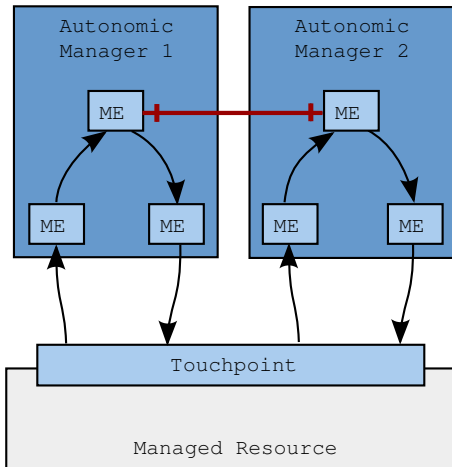 Autonomic
Manager 1
Autonomic
Manager 2
ME
ME
ME
ME
ME
ME
Touchpoint
Managed Resource